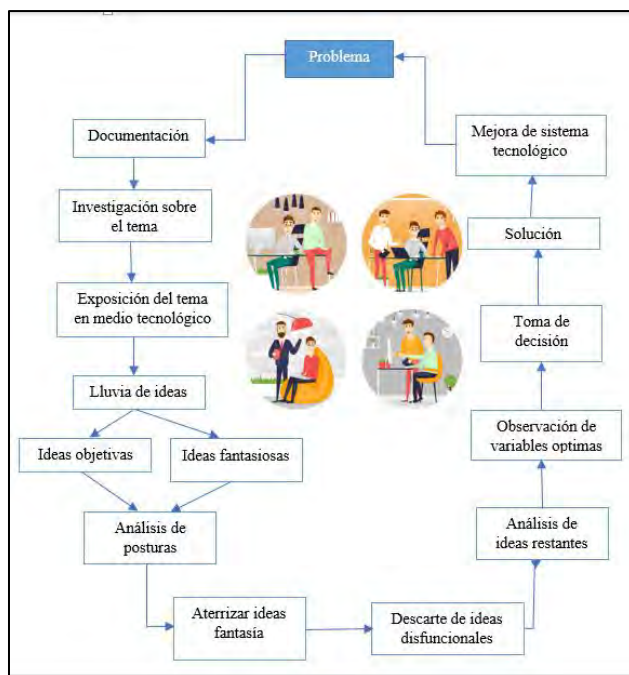 Problema
Documentación
Investigación sobre
el tema
Exposición del tema
en medio tecnológico
Lluvia de ideas
Ideas objetivas
Ideas fantasiosas
Análisis de
posturas
Aterrizar ideas
fantasía
Descarte de ideas
disfuncionales
Análisis de
ideas restantes
Observación de
variables optimas
Toma de
decisión
Solución
Mejora de sistema
tecnológico